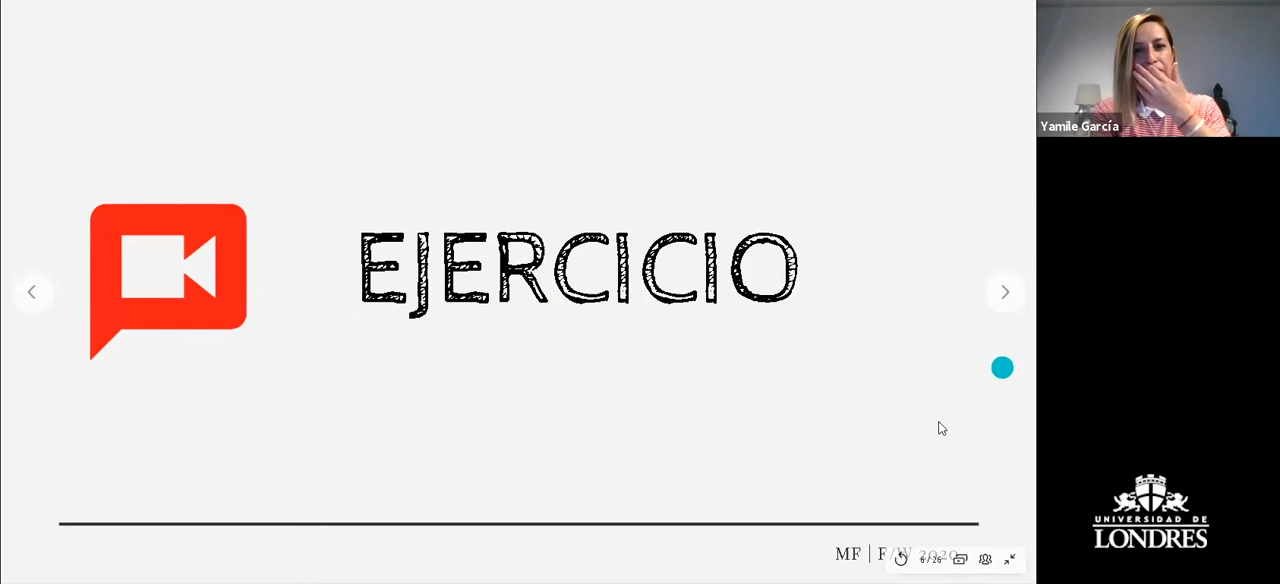 EJERCICIO
MF | F/W 2020
6 / 26
Yamile García
UNIVERSIDAD DE
LONDRES